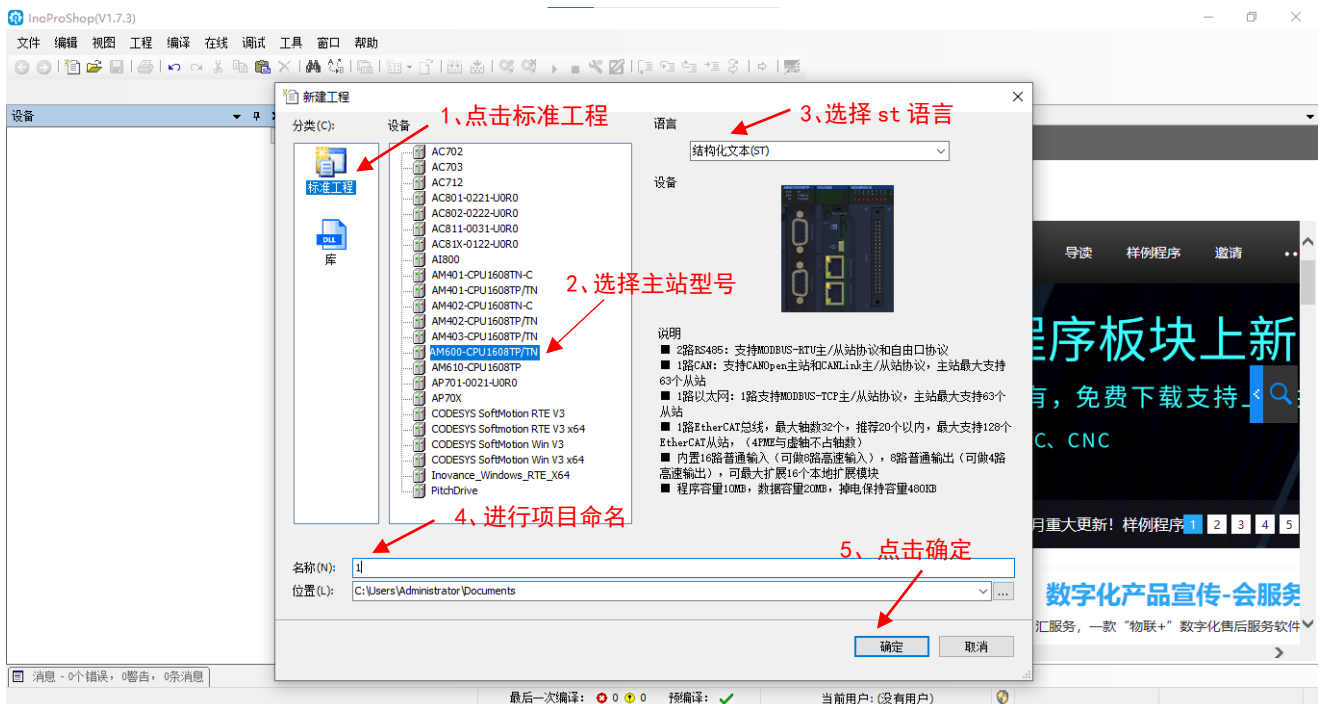 InoProShop(V1.7.3)
文件 编辑 视图 工程 编译 在线 调试 工具 窗口 帮助
设备
新建工程
分类(C):
标准工程
库
DLL
设备
AC702
AC703
AC712
AC801-0221-U0R0
AC802-0222-U0R0
AC811-0031-U0R0
AC81X-0122-U0R0
AI800
AM401-CPU1608TN-C
AM401-CPU1608TP/TN
AM402-CPU1608TN-C
AM402-CPU1608TP/TN
AM403-CPU1608TP/TN
AM600-CPU1608TP/TN
AM610-CPU1608TP
AP701-0021-U0R0
AP70X
CODESYS SoftMotion RTE V3
CODESYS SoftMotion RTE V3 x64
CODESYS SoftMotion Win V3
CODESYS SoftMotion Win V3 x64
Inovance_Windows_RTE_X64
PitchDrive
语言
结构化文本(ST)
设备
说明
■ 2路RS485: 支持MODBUS-RTU主/从站协议和自由口协议
■ 1路CAN: 支持CANOpen主站和CANLink主/从站协议, 主站最大支持
63个从站
■ 1路以太网: 1路支持MODBUS-TCP主/从站协议, 主站最大支持63个
从站
■ 1路EtherCAT总线, 最大轴数32个, 推荐20个以内, 最大支持128个
EtherCAT从站, (4PME与虚轴不占轴数)
■ 内置16路普通输入 (可做8路高速输入) , 8路普通输出 (可做4路
高速输出) , 可最大扩展16个本地扩展模块
■ 程序容量10MB, 数据容量20MB, 掉电保持容量480KB
1、点击标准工程
2、选择主站型号
3、选择 st 语言
4、进行项目命名
5、点击确定
名称(N): 1
位置(L): C:\Users\Administrator\Documents
...
确定 取消
导读 样例程序 邀请
程序板块上新
有，免费下载支持
C、CNC
月重大更新! 样例程序 1 2 3 4 5
数字化产品宣传-会服务
汇服务，一款“物联+”数字化售后服务软件
消息 - 0个错误, 0警告, 0条消息
最后一次编译: 0 0 预编译: 当前用户: (没有用户)